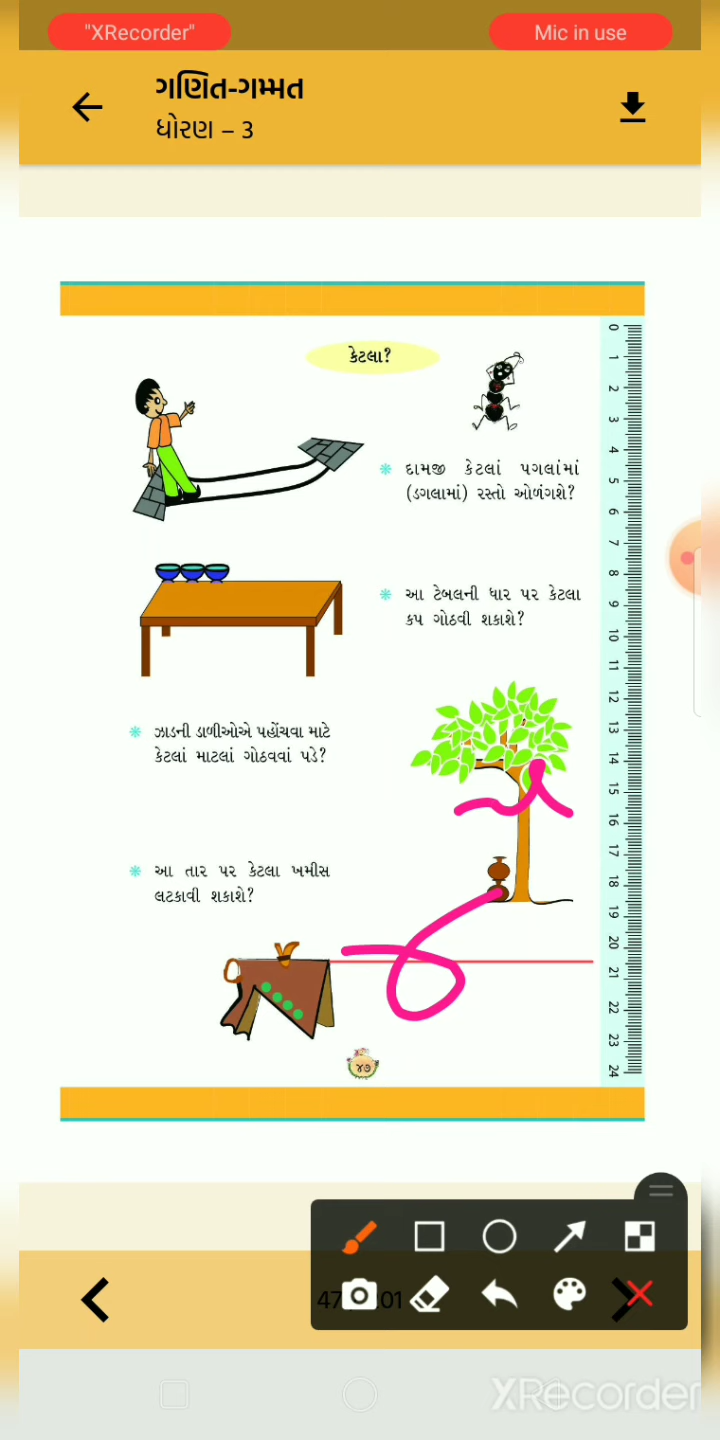 "XRecorder"
Mic in use
ગણિત-ગમ્મત
ધોરણ – 3
કેટલા?
દામજી કેટલાં પગલાંમાં
(ડગલામાં) રસ્તો ઓળંગશે?
આ ટેબલની ધાર પર કેટલા
કપ ગોઠવી શકાશે?
ઝાડની ડાળીઓએ પહોંચવા માટે
કેટલાં માટલાં ગોઠવવાં પડે?
આ તાર પર કેટલા ખમીસ
લટકાવી શકાશે?
0 1 2 3 4 5 6 7 8 9 10 11 12 13 14 15 16 17 18 19 20 21 22 23 24
૪૭
47
01
XRecorder